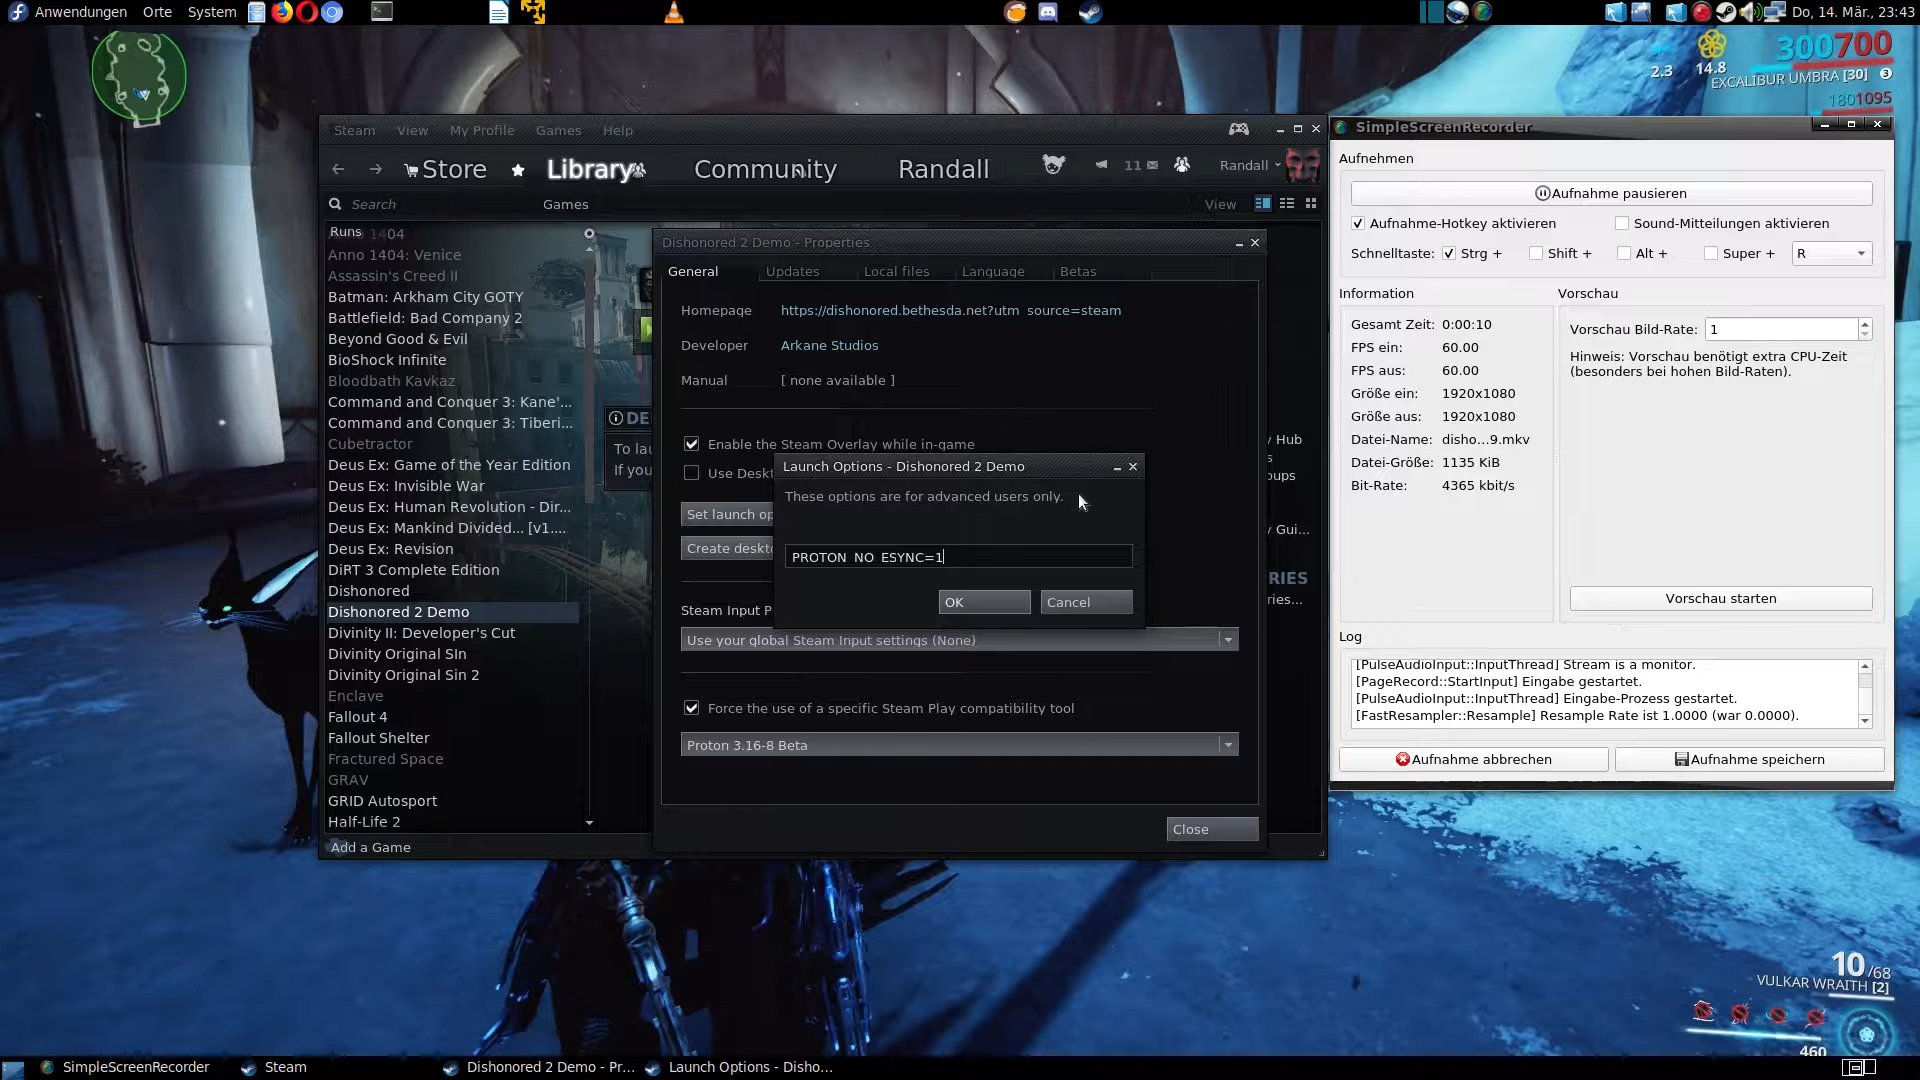 Anwendungen Orte System
Do, 14. Mär., 23:43
300700
2.3 14.8
EXCALIBUR UMBRA [30] 3
1801095
Steam View My Profile Games Help
Store Library Community Randall 11 Randall
Search Games View
Runs
Anno 1404
Anno 1404: Venice
Assassin's Creed II
Batman: Arkham City GOTY
Battlefield: Bad Company 2
Beyond Good & Evil
BioShock Infinite
Bloodbath Kavkaz
Command and Conquer 3: Kane'...
Command and Conquer 3: Tiberi...
Cubetractor
Deus Ex: Game of the Year Edition
Deus Ex: Invisible War
Deus Ex: Human Revolution - Dir...
Deus Ex: Mankind Divided... [v1....
Deus Ex: Revision
DiRT 3 Complete Edition
Dishonored
Dishonored 2 Demo
Divinity II: Developer's Cut
Divinity Original SIn
Divinity Original Sin 2
Enclave
Fallout 4
Fallout Shelter
Fractured Space
GRAV
GRID Autosport
Half-Life 2
Add a Game
DE
To lau
If you
Dishonored 2 Demo - Properties
General Updates Local files Language Betas
Homepage https://dishonored.bethesda.net?utm_source=steam
Developer Arkane Studios
Manual [ none available ]
Enable the Steam Overlay while in-game
Use Deskt
Set launch op
Create deskto
Steam Input P
Use your global Steam Input settings (None)
Force the use of a specific Steam Play compatibility tool
Proton 3.16-8 Beta
Close
Launch Options - Dishonored 2 Demo
These options are for advanced users only.
PROTON_NO_ESYNC=1
OK Cancel
y Hub
oups
y Gui...
RIES
ries...
SimpleScreenRecorder
Aufnehmen
Aufnahme pausieren
Aufnahme-Hotkey aktivieren Sound-Mitteilungen aktivieren
Schnelltaste: Strg + Shift + Alt + Super + R
Information
Gesamt Zeit: 0:00:10
FPS ein: 60.00
FPS aus: 60.00
Größe ein: 1920x1080
Größe aus: 1920x1080
Datei-Name: disho...9.mkv
Datei-Größe: 1135 KiB
Bit-Rate: 4365 kbit/s
Vorschau
Vorschau Bild-Rate: 1
Hinweis: Vorschau benötigt extra CPU-Zeit
(besonders bei hohen Bild-Raten).
Vorschau starten
Log
[PulseAudioInput::InputThread] Stream is a monitor.
[PageRecord::StartInput] Eingabe gestartet.
[PulseAudioInput::InputThread] Eingabe-Prozess gestartet.
[FastResampler::Resample] Resample Rate ist 1.0000 (war 0.0000).
Aufnahme abbrechen Aufnahme speichern
10/68
VULKAR WRAITH [2]
460
SimpleScreenRecorder Steam Dishonored 2 Demo - Pr... Launch Options - Disho...